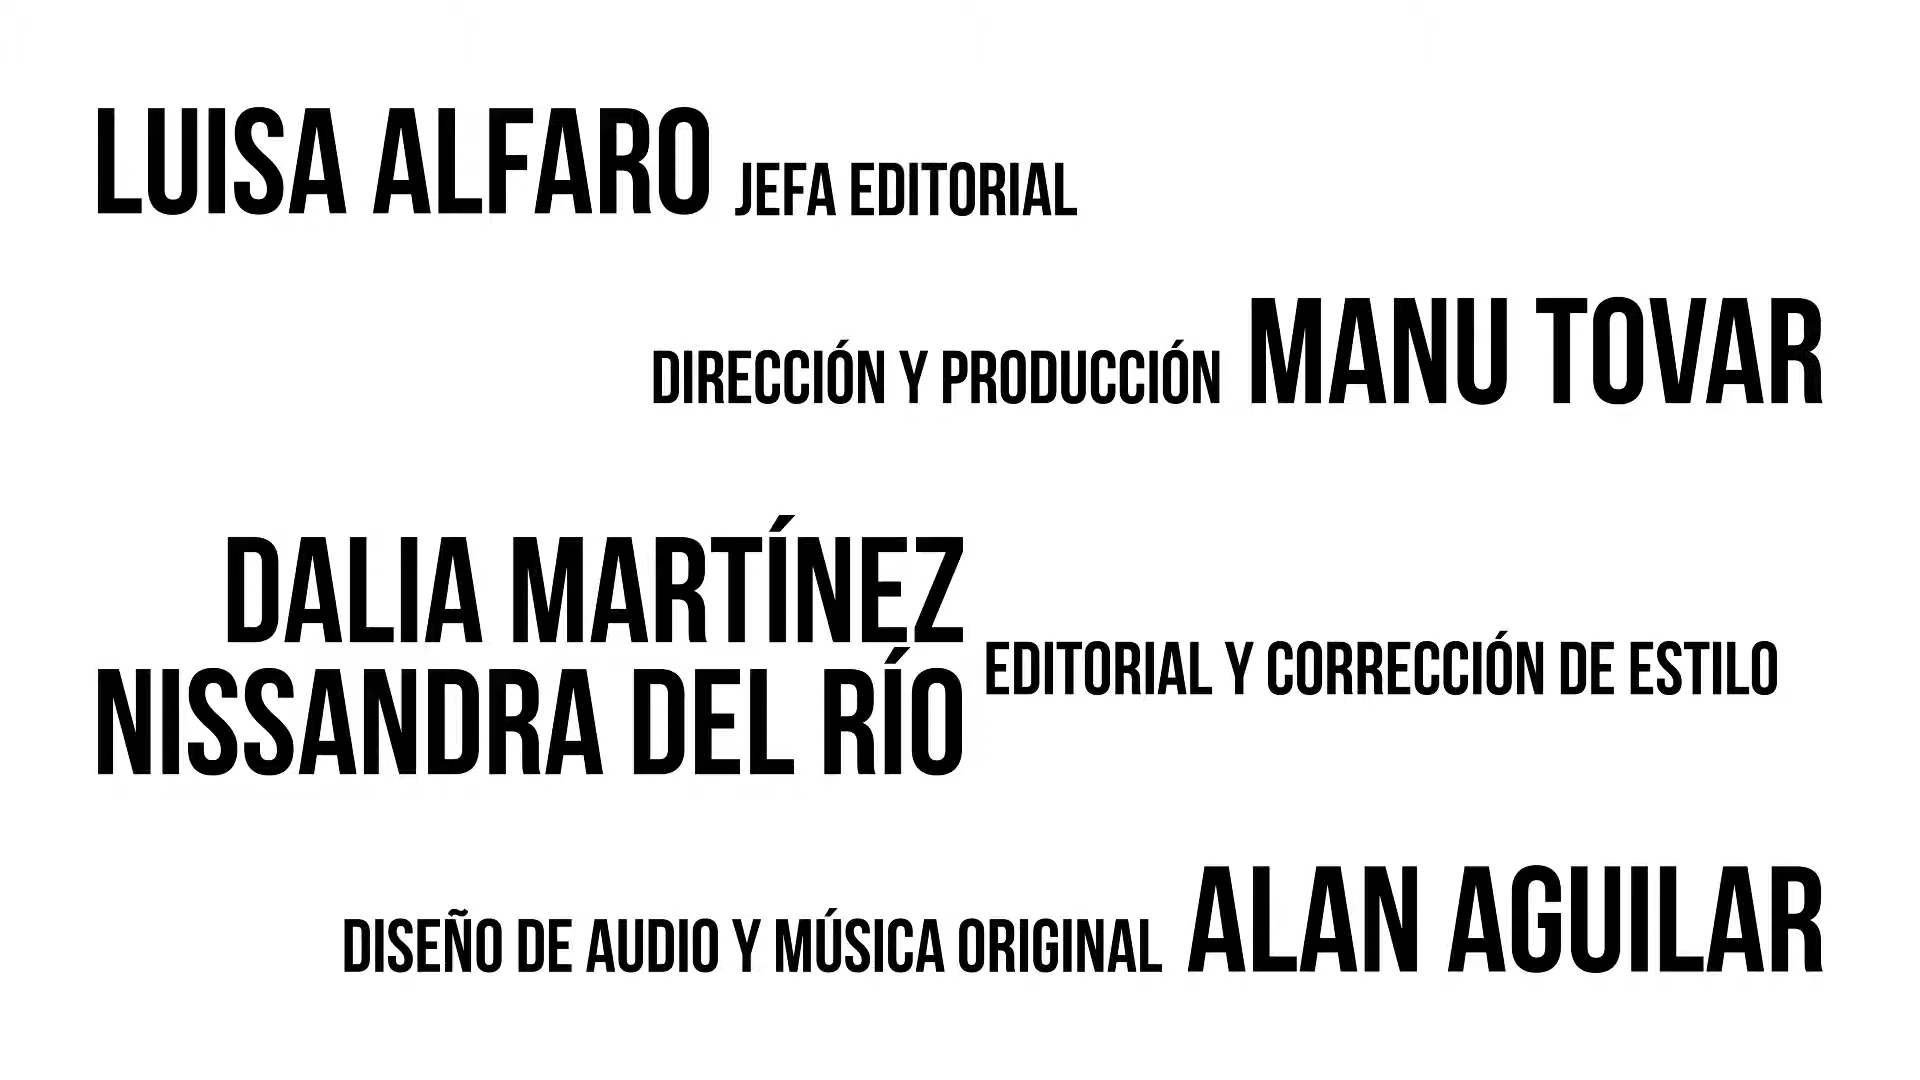 LUISA ALFARO JEFA EDITORIAL
DIRECCIÓN Y PRODUCCIÓN MANU TOVAR
DALIA MARTÍNEZ
NISSANDRA DEL RÍO
EDITORIAL Y CORRECCIÓN DE ESTILO
DISEÑO DE AUDIO Y MÚSICA ORIGINAL ALAN AGUILAR